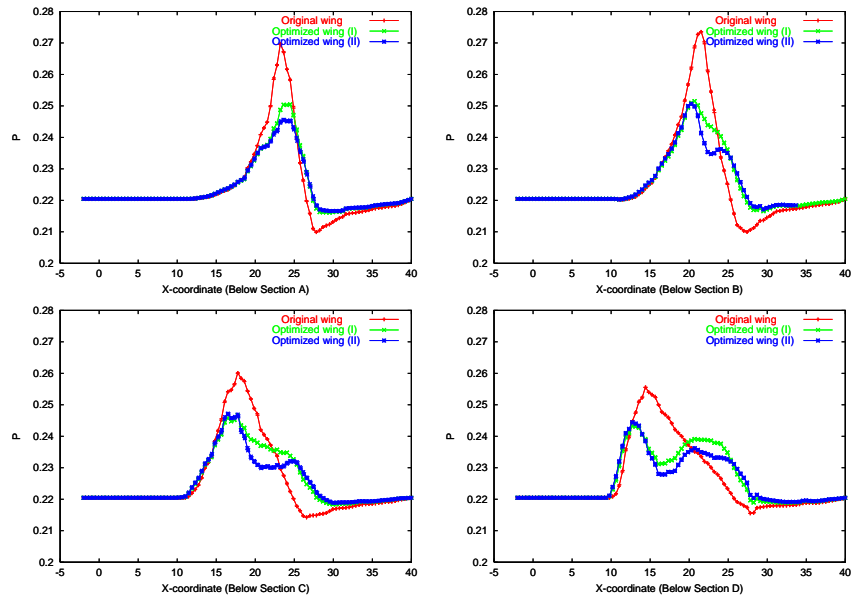 0.28
0.27
0.26
0.25
0.24
0.23
0.22
0.21
0.2
P
Original wing
Optimized wing (I)
Optimized wing (II)
-5 0 5 10 15 20 25 30 35 40
X-coordinate (Below Section A)
0.28
0.27
0.26
0.25
0.24
0.23
0.22
0.21
0.2
P
Original wing
Optimized wing (I)
Optimized wing (II)
-5 0 5 10 15 20 25 30 35 40
X-coordinate (Below Section B)
0.28
0.27
0.26
0.25
0.24
0.23
0.22
0.21
0.2
P
Original wing
Optimized wing (I)
Optimized wing (II)
-5 0 5 10 15 20 25 30 35 40
X-coordinate (Below Section C)
0.28
0.27
0.26
0.25
0.24
0.23
0.22
0.21
0.2
P
Original wing
Optimized wing (I)
Optimized wing (II)
-5 0 5 10 15 20 25 30 35 40
X-coordinate (Below Section D)